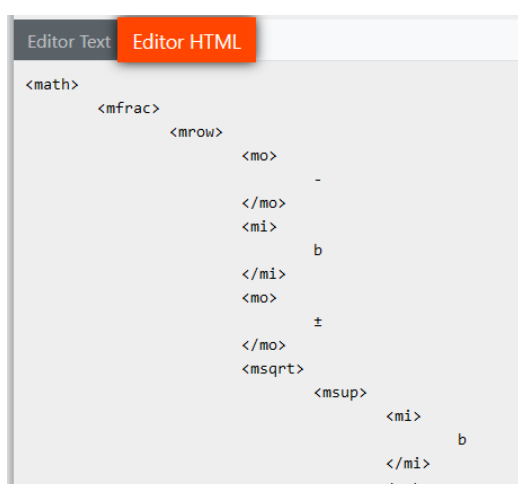 Editor Text Editor HTML
<math>
<mfrac>
<mrow>
<mo>
-
</mo>
<mi>
b
</mi>
<mo>
±
</mo>
<msqrt>
<msup>
<mi>
b
</mi>